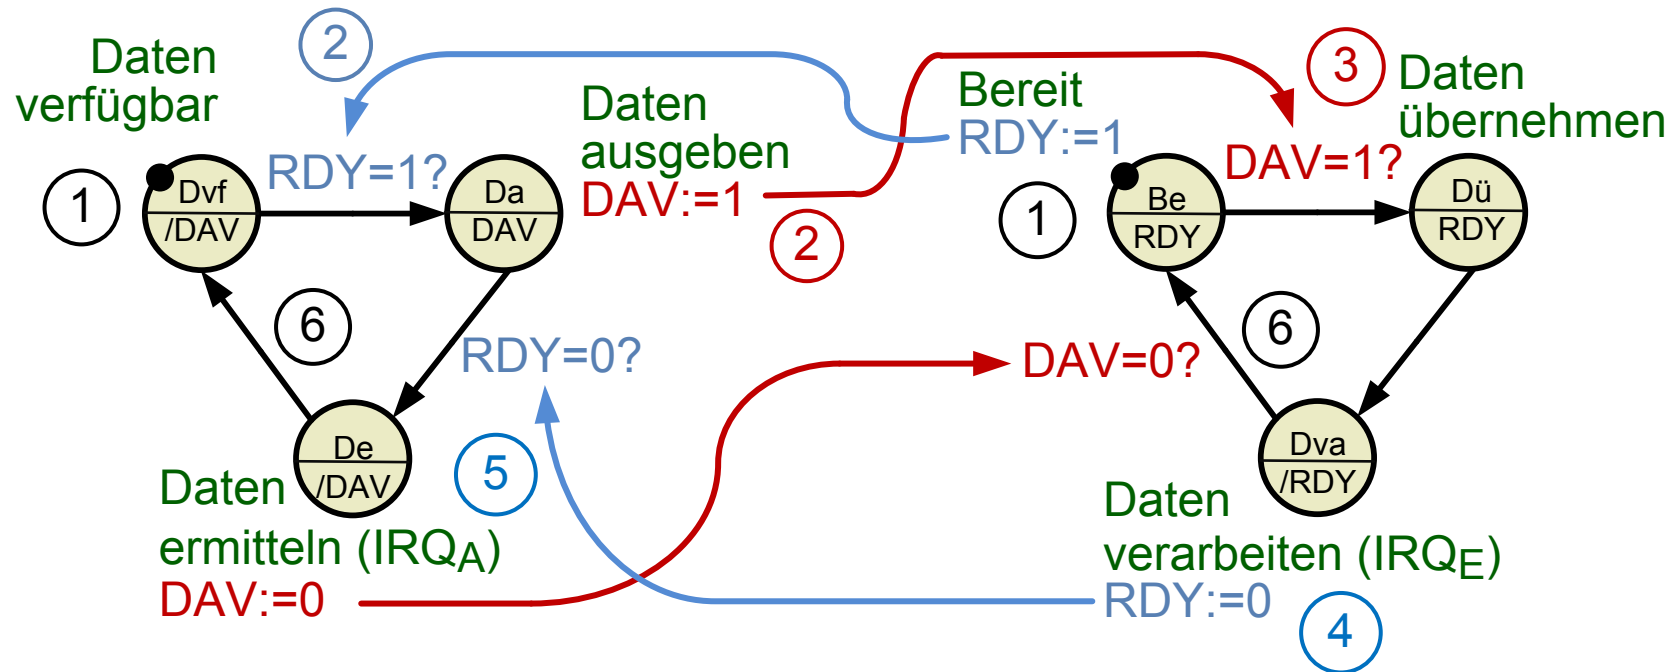 2
Daten
verfügbar
RDY=1?
1
Dvf
/DAV
Da
DAV
Daten
ausgeben
DAV:=1
2
6
RDY=0?
De
/DAV
5
Daten
ermitteln (IRQA)
DAV:=0
Bereit
RDY:=1
3
Daten
übernehmen
DAV=1?
1
Be
RDY
Dü
RDY
6
DAV=0?
Dva
/RDY
Daten
verarbeiten (IRQE)
RDY:=0
4